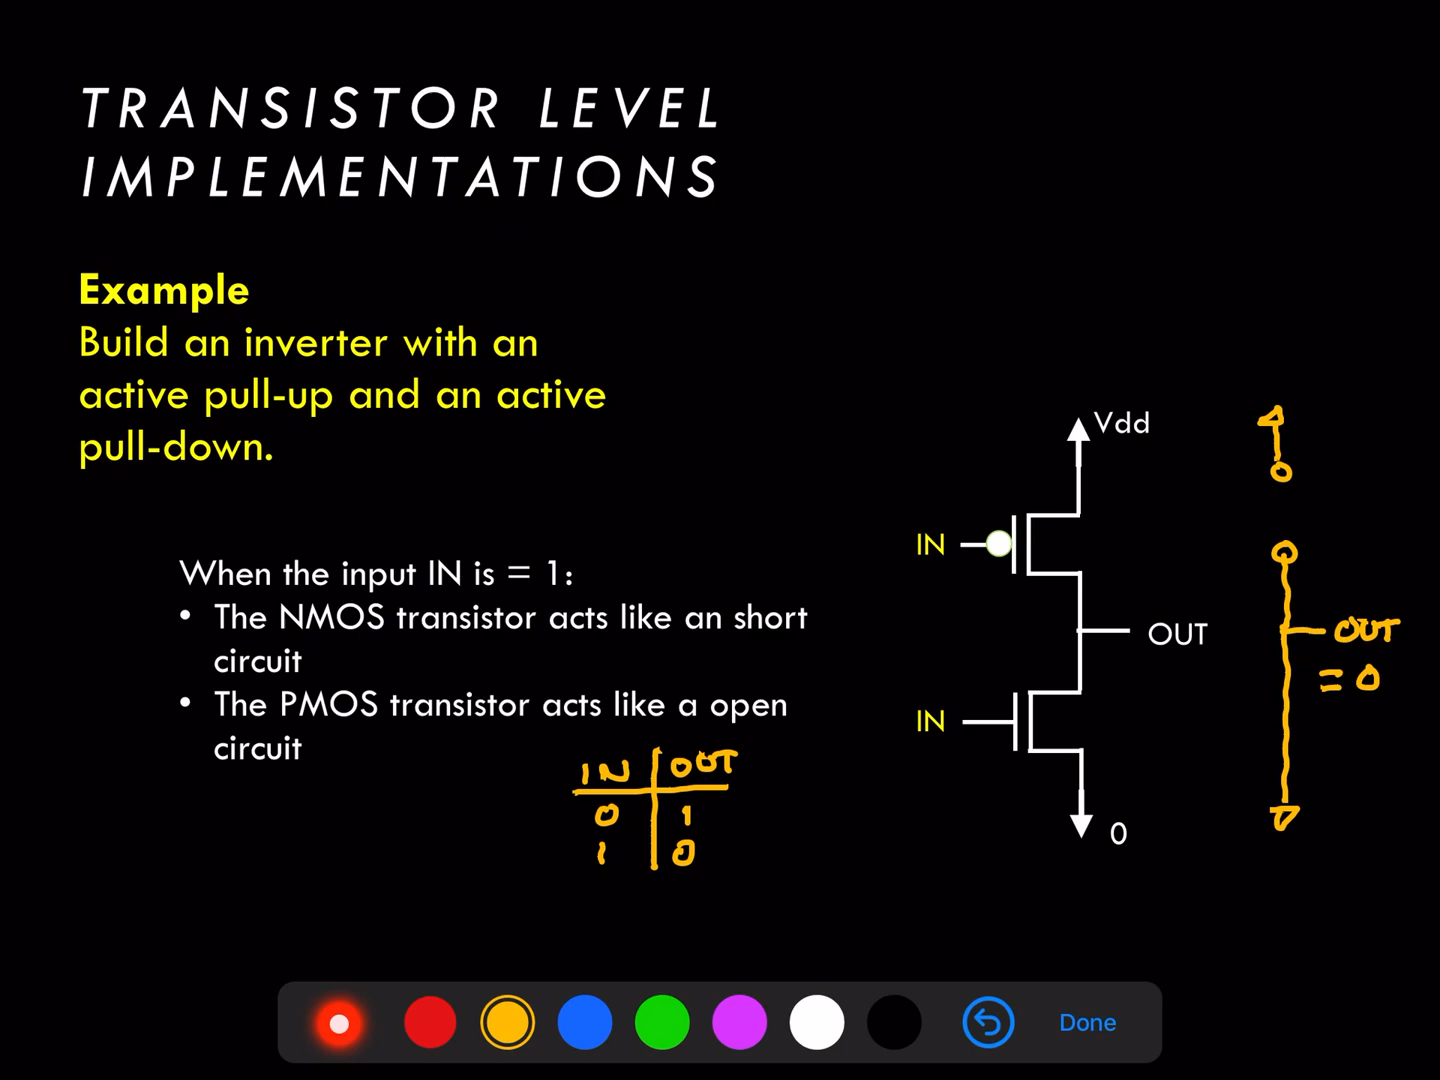 TRANSISTOR LEVEL
IMPLEMENTATIONS
Example
Build an inverter with an
active pull-up and an active
pull-down.
When the input IN is = 1:
• The NMOS transistor acts like an short
circuit
• The PMOS transistor acts like a open
circuit
IN OUT
0 1
1 0
Vdd
IN
OUT
IN
0
OUT
= 0
Done